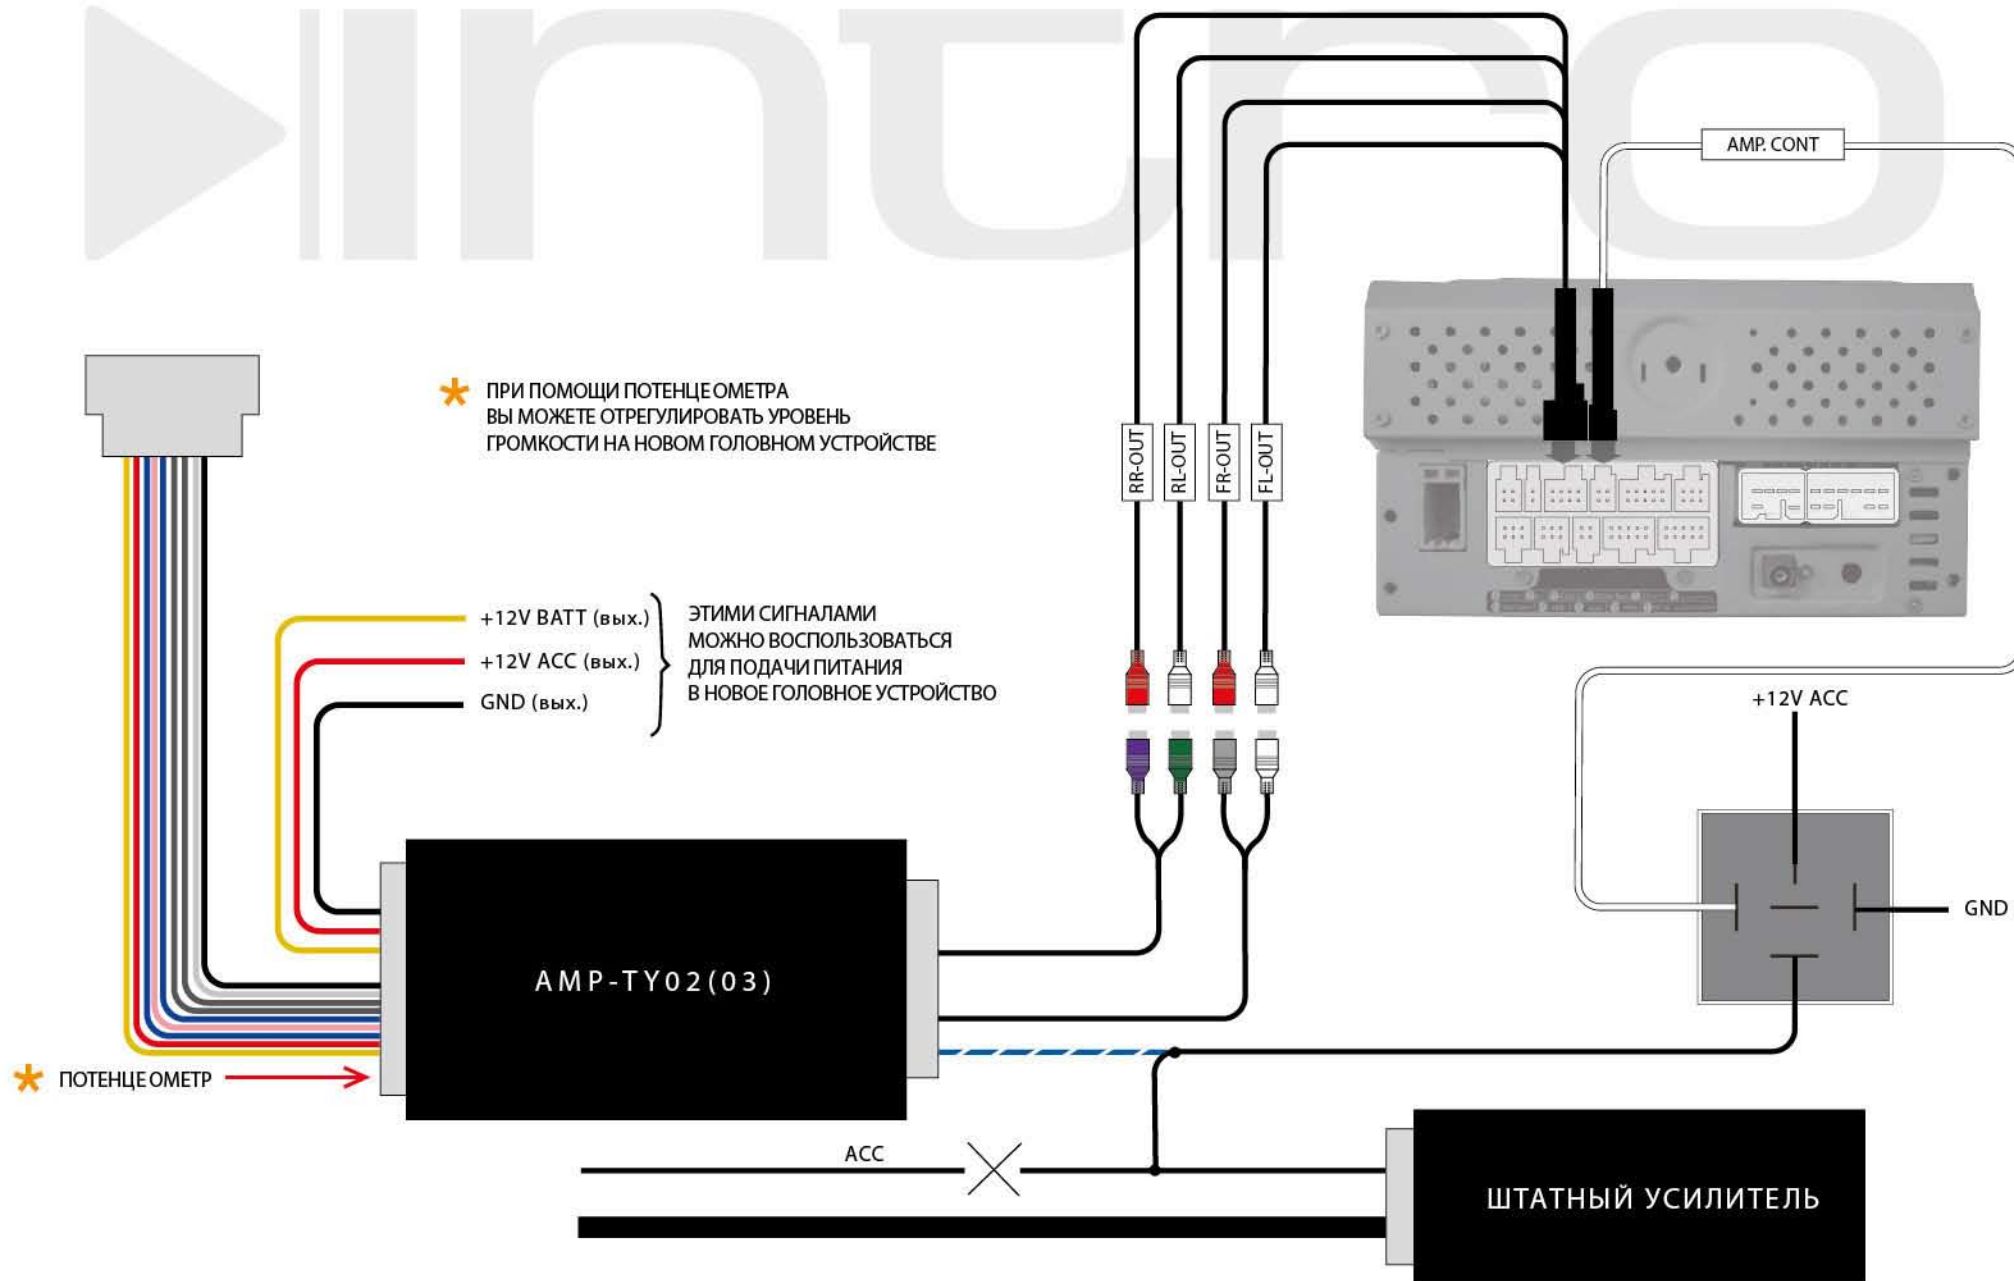 intro
AMP. CONT
ПРИ ПОМОЩИ ПОТЕНЦЕОМЕТРА
ВЫ МОЖЕТЕ ОТРЕГУЛИРОВАТЬ УРОВЕНЬ
ГРОМКОСТИ НА НОВОМ ГОЛОВНОМ УСТРОЙСТВЕ
RR-OUT
RL-OUT
FR-OUT
FL-OUT
+12V BATT (вых.)
+12V ACC (вых.)
GND (вых.)
ЭТИМИ СИГНАЛАМИ
МОЖНО ВОСПОЛЬЗОВАТЬСЯ
ДЛЯ ПОДАЧИ ПИТАНИЯ
В НОВОЕ ГОЛОВНОЕ УСТРОЙСТВО
+12V ACC
GND
AMP-TY02(03)
ПОТЕНЦЕОМЕТР
ACC
ШТАТНЫЙ УСИЛИТЕЛЬ